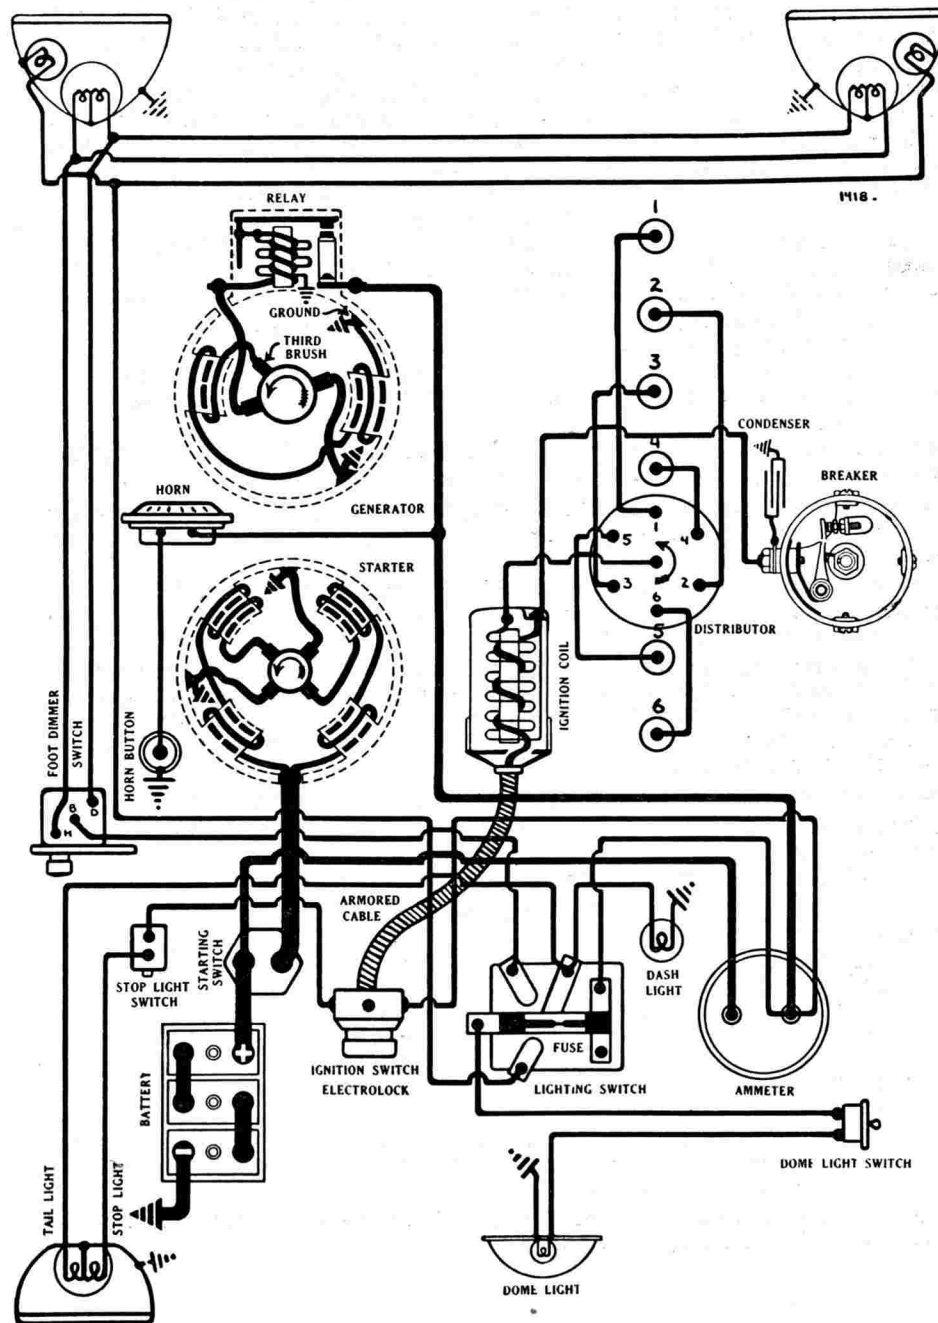 1418.
RELAY
GROUND
THIRD
BRUSH
GENERATOR
HORN
STARTER
1
2
3
4
5
6
CONDENSER
BREAKER
1
5
4
3
2
6
DISTRIBUTOR
IGNITION COIL
FOOT DIMMER
SWITCH
HORN BUTTON
B
D
H
ARMORED
CABLE
STARTING
SWITCH
STOP LIGHT
SWITCH
DASH
LIGHT
FUSE
IGNITION SWITCH
ELECTROLOCK
LIGHTING SWITCH
AMMETER
BATTERY
DOME LIGHT SWITCH
TAIL LIGHT
STOP LIGHT
DOME LIGHT